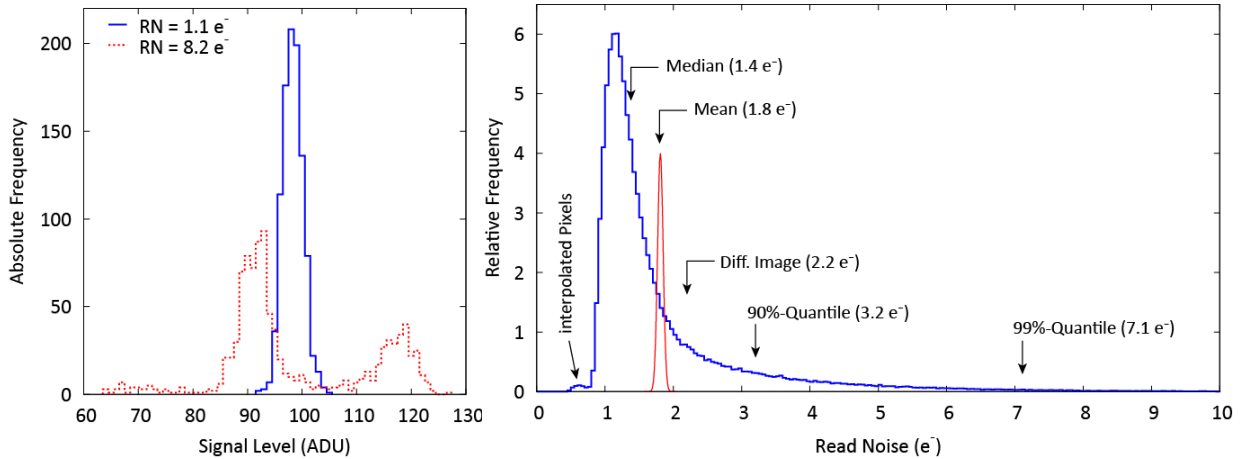 RN = 1.1 e⁻
RN = 8.2 e⁻
200
150
100
50
0
60 70 80 90 100 110 120 130
Absolute Frequency
Signal Level (ADU)
6
5
4
3
2
1
0
0 1 2 3 4 5 6 7 8 9 10
Relative Frequency
Read Noise (e⁻)
Median (1.4 e⁻)
Mean (1.8 e⁻)
Diff. Image (2.2 e⁻)
90%-Quantile (3.2 e⁻)
99%-Quantile (7.1 e⁻)
interpolated Pixels